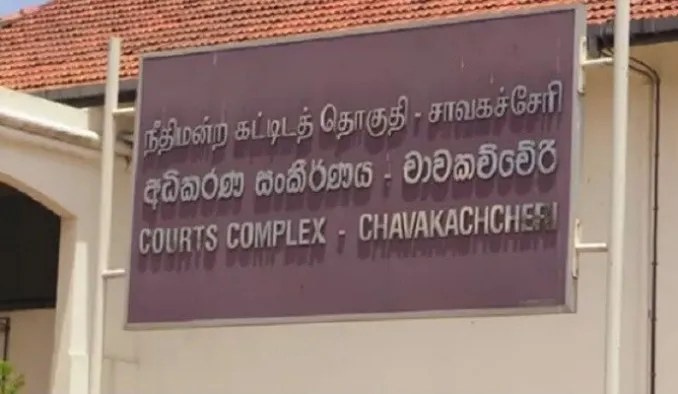 நீதிமன்ற கட்டிடத் தொகுதி - சாவகச்சேரி
අධිකරණ සංකීර්ණය - චාවකච්චේරි
COURTS COMPLEX - CHAVAKACHCHERI